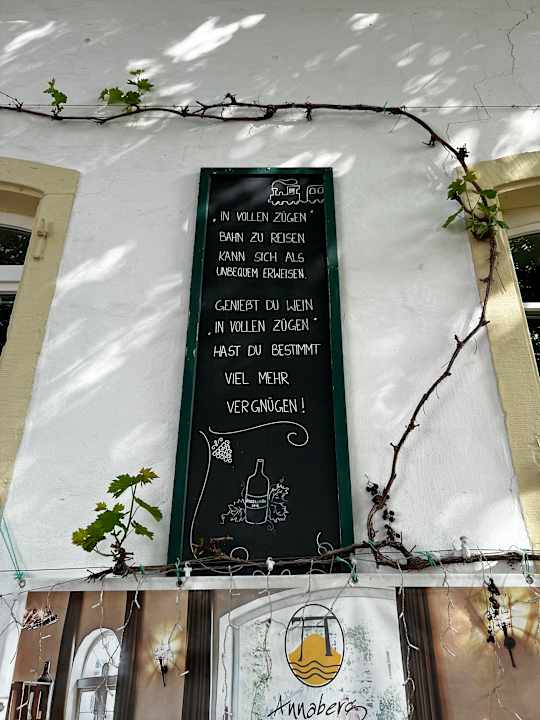 „IN VOLLEN ZÜGEN“
BAHN ZU REISEN
KANN SICH ALS
UNBEQUEM ERWEISEN.
GENIEẞT DU WEIN
„IN VOLLEN ZÜGEN“
HAST DU BESTIMMT
VIEL MEHR
VERGNÜGEN!
Annaberg